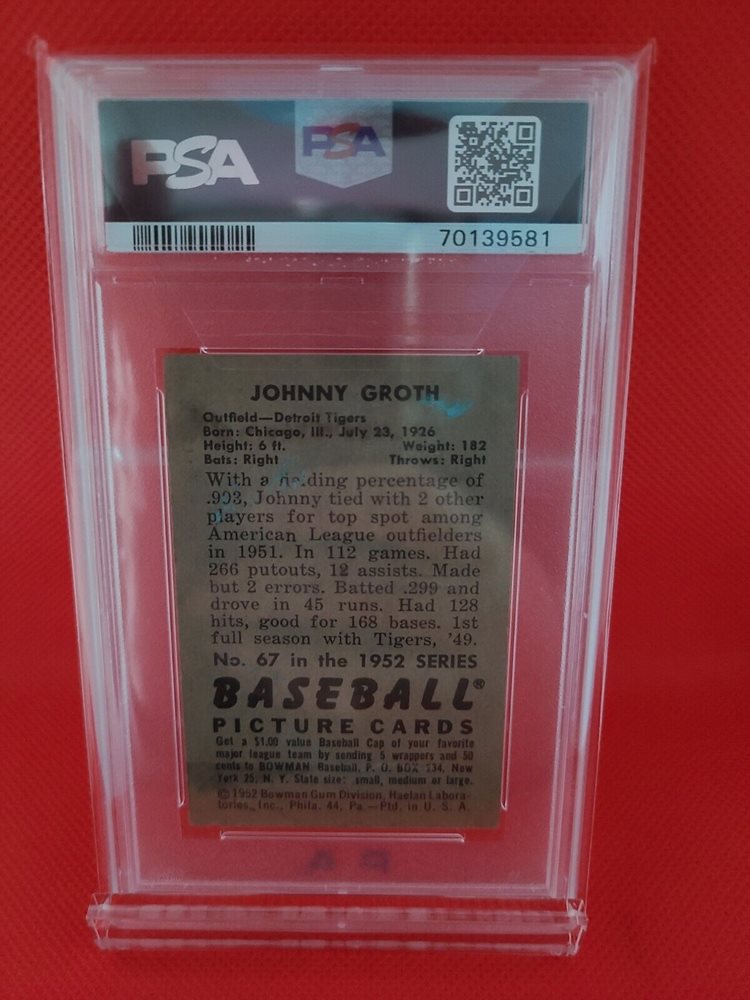 PSA PSA
70139581
JOHNNY GROTH
Outfield—Detroit Tigers
Born: Chicago, Ill., July 23, 1926
Height: 6 ft. Weight: 182
Bats: Right Throws: Right
With a fielding percentage of
.993, Johnny tied with 2 other
players for top spot among
American League outfielders
in 1951. In 112 games. Had
266 putouts, 12 assists. Made
but 2 errors. Batted .299 and
drove in 45 runs. Had 128
hits, good for 168 bases. 1st
full season with Tigers, '49.
No. 67 in the 1952 SERIES
BASEBALL®
PICTURE CARDS
Get a $1.00 value Baseball Cap of your favorite
major league team by sending 5 wrappers and 50
cents to BOWMAN Baseball, P. O. BOX 234, New
York 25, N. Y. State size: small, medium or large.
© 1952 Bowman Gum Division, Haelan Labora-
tories, Inc., Phila. 44, Pa.—Ptd. in U. S. A.